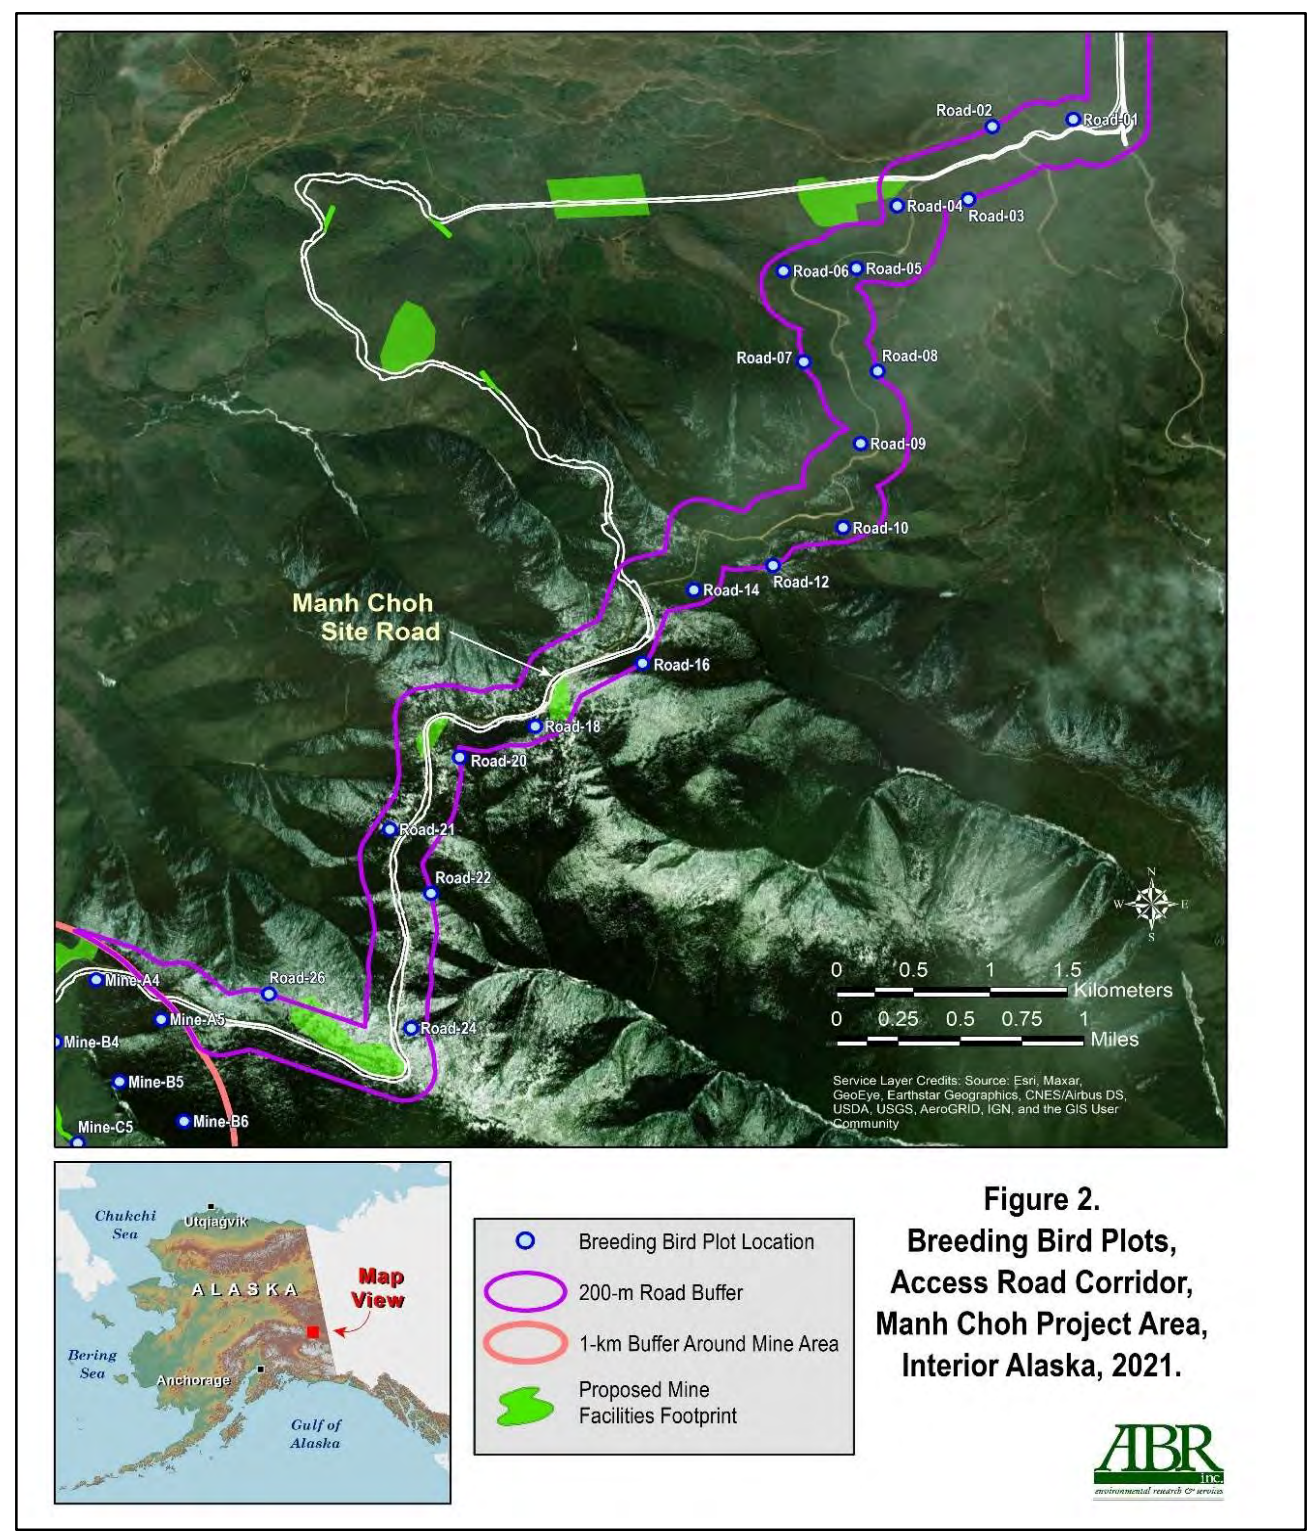 Road-02
Road-01
Road-04
Road-03
Road-06
Road-05
Road-07
Road-08
Road-09
Road-10
Road-12
Road-14
Manh Choh
Site Road
Road-16
Road-18
Road-20
Road-21
Road-22
N
W
E
S
Road-26
Mine-A4
Mine-A5
Road-24
Mine-B4
Mine-B5
Mine-B6
Mine-C5
0 0.5 1 1.5
Kilometers
0 0.25 0.5 0.75 1
Miles
Service Layer Credits: Source: Esri, Maxar,
GeoEye, Earthstar Geographics, CNES/Airbus DS,
USDA, USGS, AeroGRID, IGN, and the GIS User
Community
Chukchi
Sea
Utqiaġvik
ALASKA
Map
View
Bering
Sea
Anchorage
Gulf of
Alaska
Breeding Bird Plot Location
200-m Road Buffer
1-km Buffer Around Mine Area
Proposed Mine
Facilities Footprint
Figure 2.
Breeding Bird Plots,
Access Road Corridor,
Manh Choh Project Area,
Interior Alaska, 2021.
ABR
inc.
environmental research & services